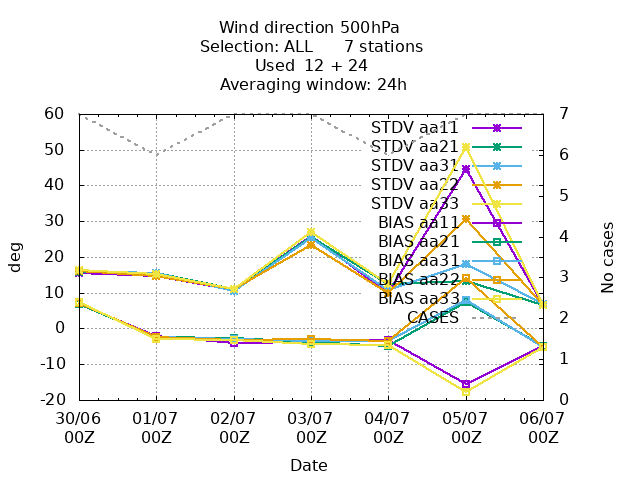 Wind direction 500hPa
Selection: ALL 7 stations
Used 12 + 24
Averaging window: 24h
60
50
40
30
20
10
0
-10
-20
deg
7
6
5
4
3
2
1
0
No cases
STDV aa11
STDV aa21
STDV aa31
STDV aa22
STDV aa33
BIAS aa11
BIAS aa21
BIAS aa31
BIAS aa22
BIAS aa33
CASES
30/06 01/07 02/07 03/07 04/07 05/07 06/07
00Z 00Z 00Z 00Z 00Z 00Z 00Z
Date